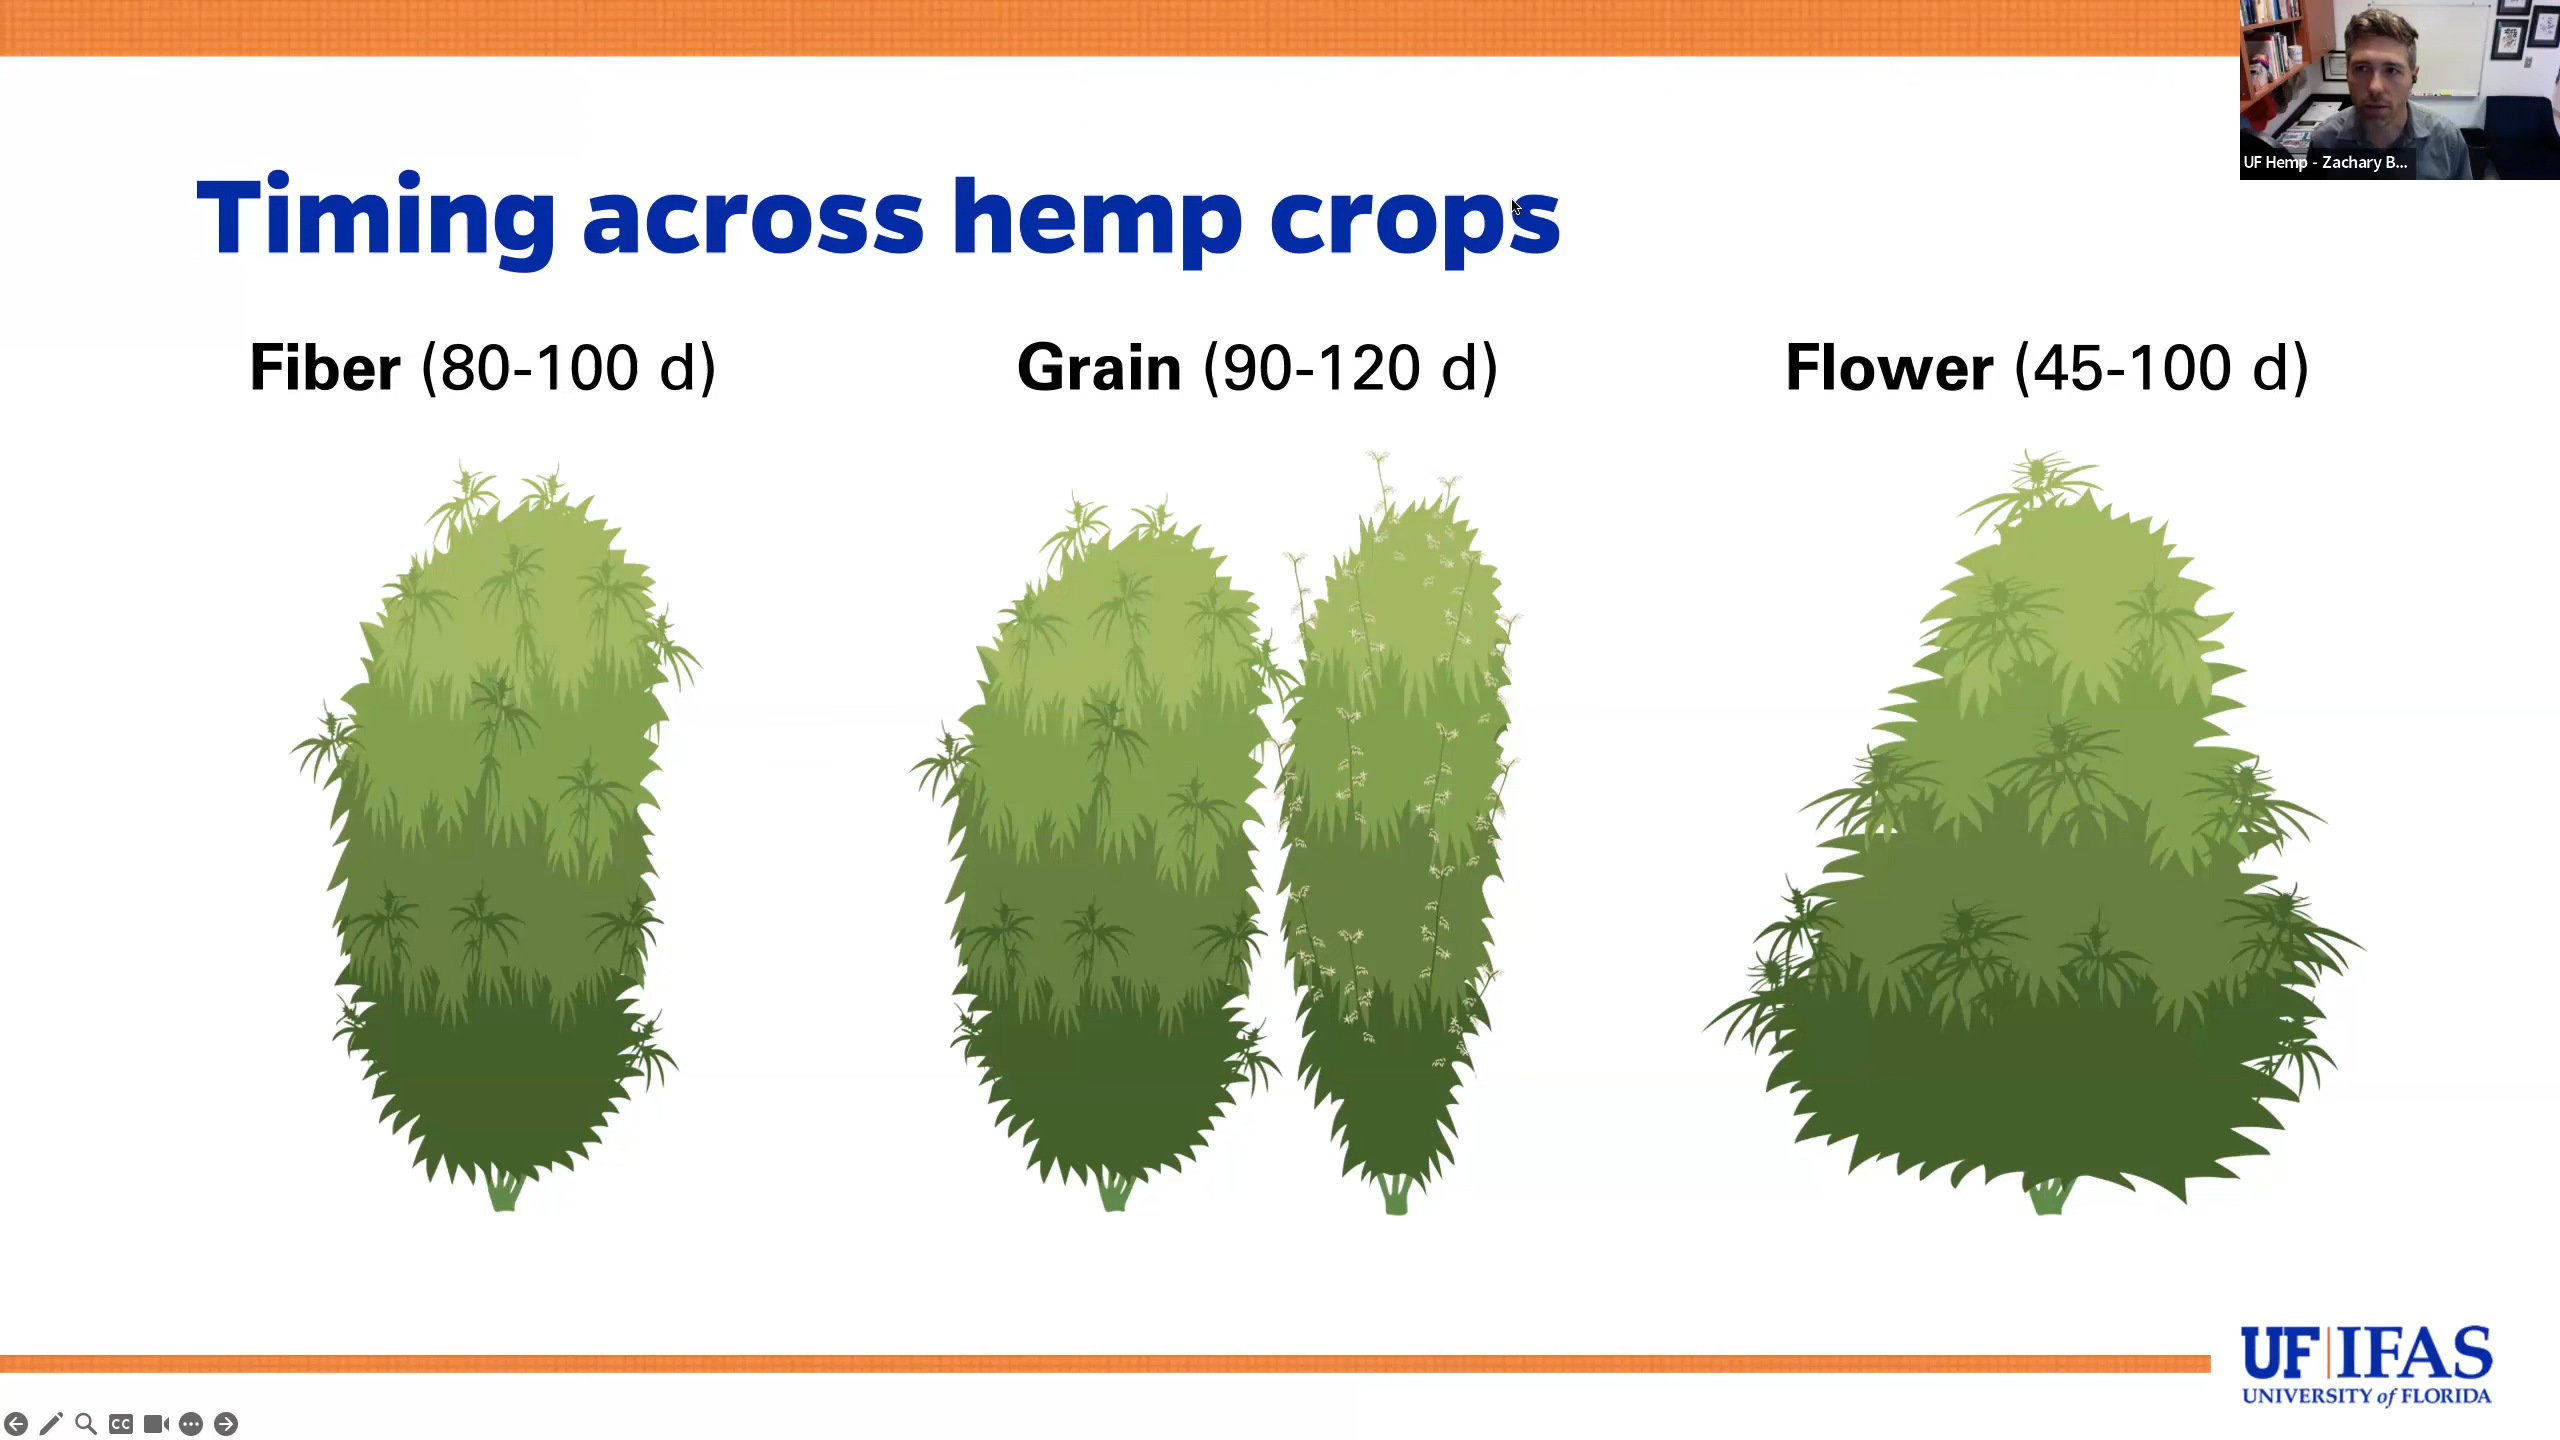 UF Hemp - Zachary B...
Timing across hemp crops
Fiber (80-100 d)
Grain (90-120 d)
Flower (45-100 d)
UF|IFAS
UNIVERSITY of FLORIDA
CC